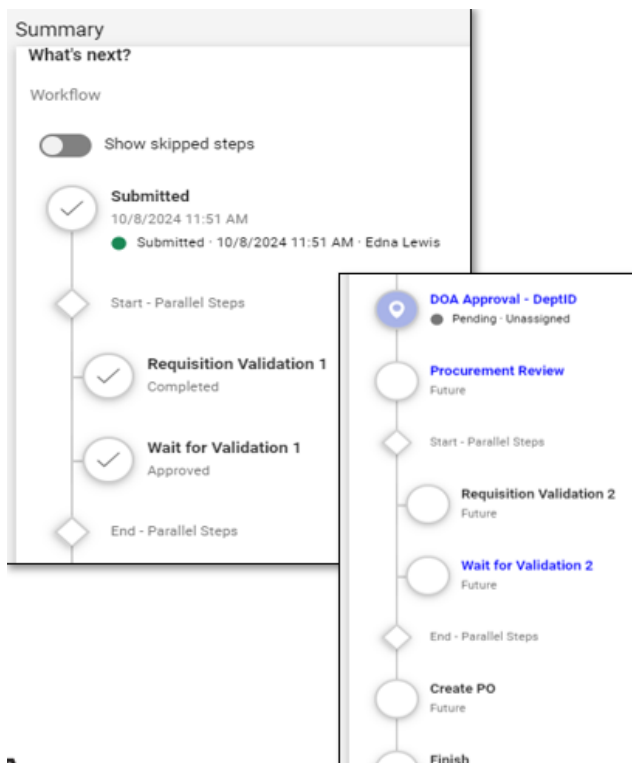 Summary
What's next?
Workflow
Show skipped steps
Submitted
10/8/2024 11:51 AM
Submitted · 10/8/2024 11:51 AM · Edna Lewis
Start - Parallel Steps
Requisition Validation 1
Completed
Wait for Validation 1
Approved
End - Parallel Steps
DOA Approval - DeptID
Pending · Unassigned
Procurement Review
Future
Start - Parallel Steps
Requisition Validation 2
Future
Wait for Validation 2
Future
End - Parallel Steps
Create PO
Future
Finish